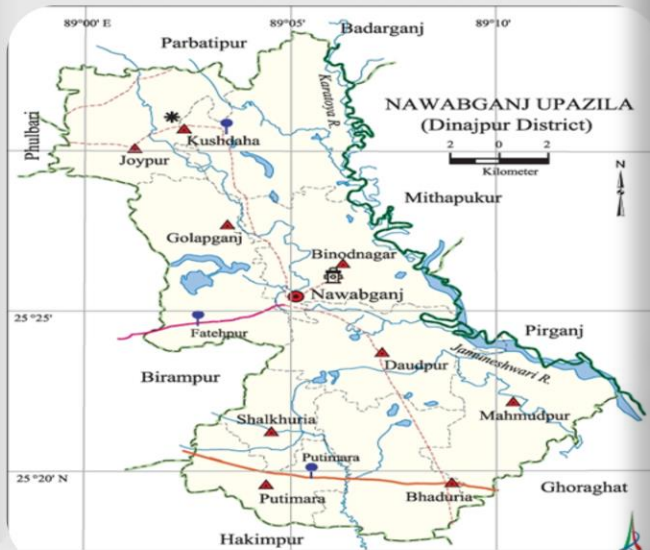 89°00' E
89°05'
89°10'
Badarganj
Parbatipur
Karatoya R.
NAWABGANJ UPAZILA
(Dinajpur District)
2 0 2
Kilometer
N
Phulbari
Kushdaha
Joypur
Mithapukur
Golapganj
Binodnagar
Nawabganj
25°25'
Fatehpur
Pirganj
Jamuneshwari R.
Daudpur
Birampur
Mahmudpur
Shalkhuria
Putimara
25°20' N
Putimara
Bhaduria
Ghoraghat
Hakimpur